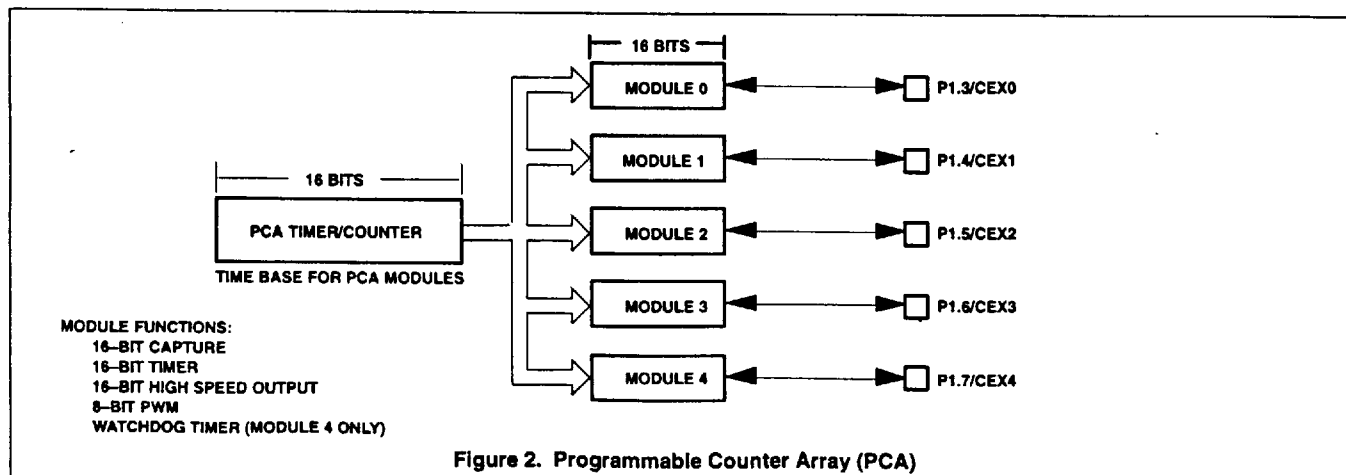 16 BITS
MODULE 0
P1.3/CEX0
MODULE 1
P1.4/CEX1
16 BITS
PCA TIMER/COUNTER
MODULE 2
P1.5/CEX2
TIME BASE FOR PCA MODULES
MODULE 3
P1.6/CEX3
MODULE FUNCTIONS:
16–BIT CAPTURE
16–BIT TIMER
16–BIT HIGH SPEED OUTPUT
8–BIT PWM
WATCHDOG TIMER (MODULE 4 ONLY)
MODULE 4
P1.7/CEX4
Figure 2. Programmable Counter Array (PCA)